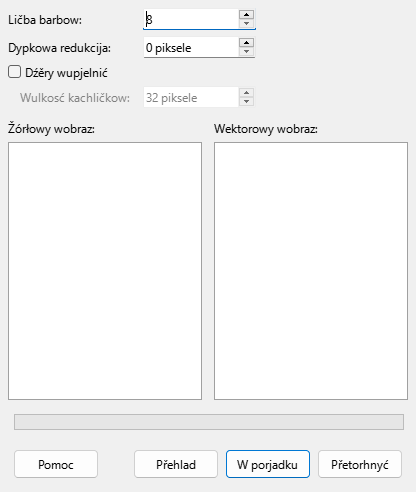 Ličba barbow: 8
Dypkowa redukcija: 0 piksele
Dźěry wupjelnić
Wulkosć kachličkow: 32 piksele
Žórłowy wobraz: Wektorowy wobraz:
Pomoc Přehlad W porjadku Přetorhnyć